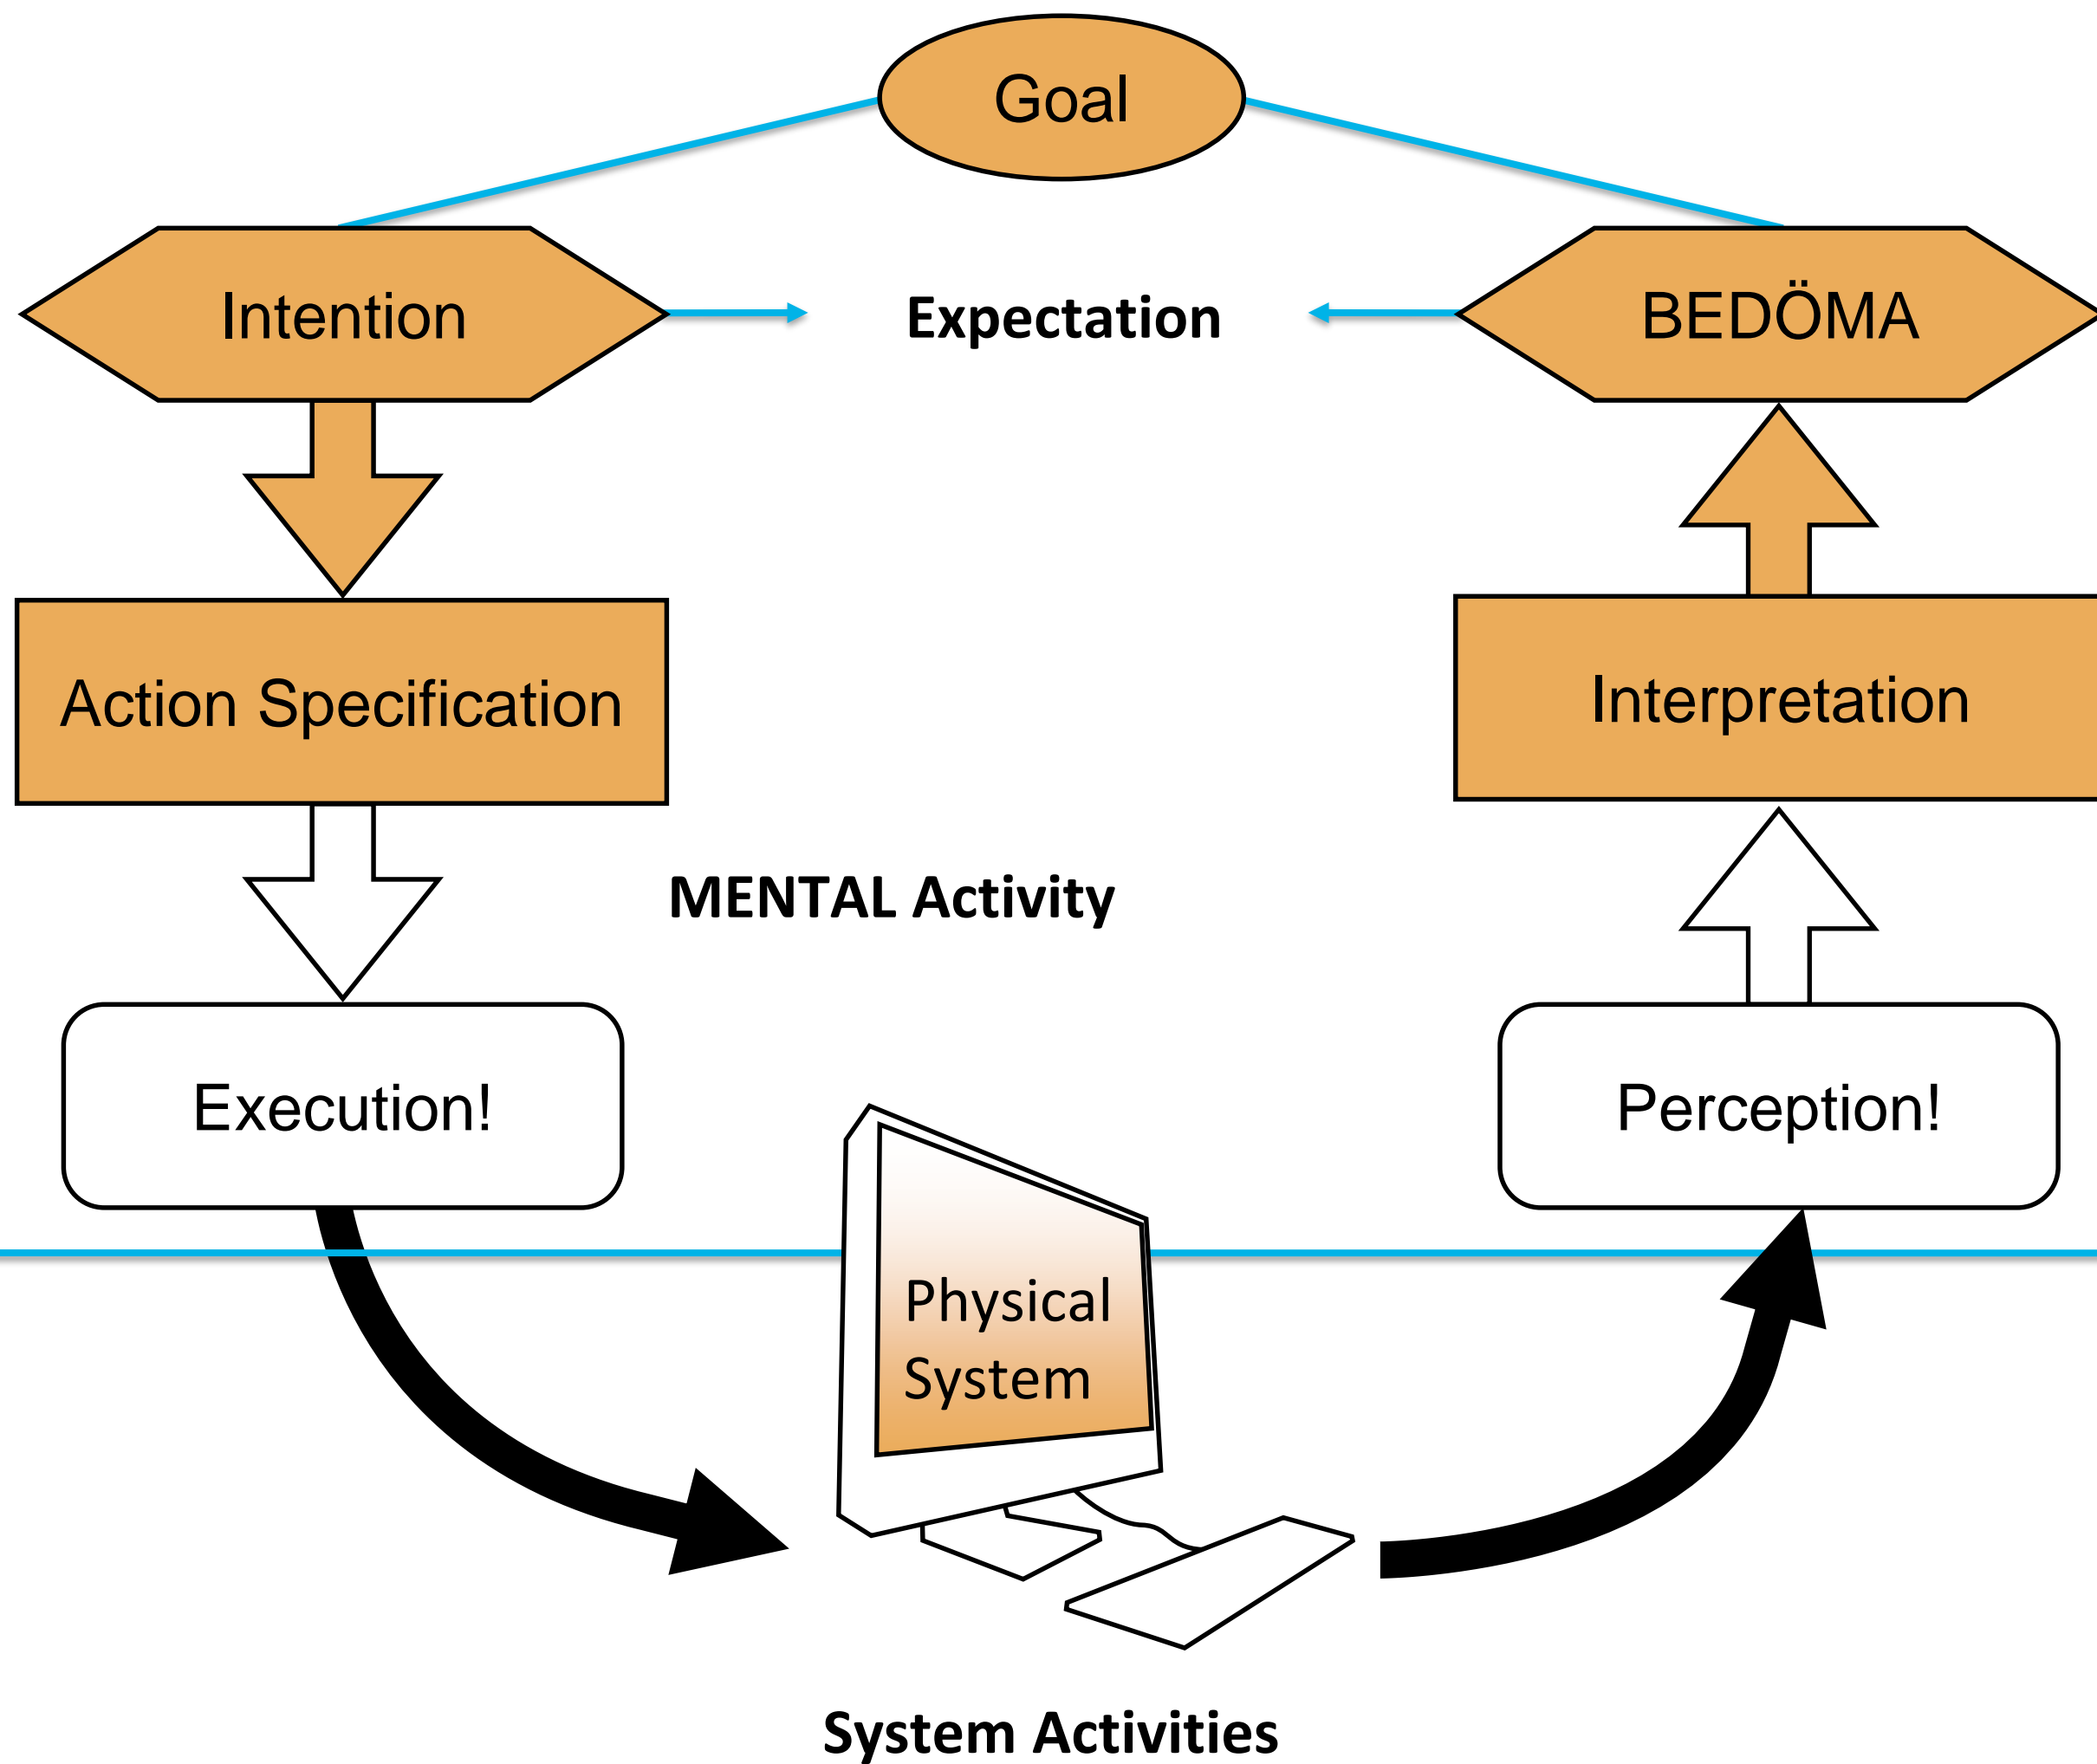 Goal
Intention
Expectation
BEDÖMA
Action Specification
Interpretation
MENTAL Activity
Execution!
Perception!
Physical
System
System Activities